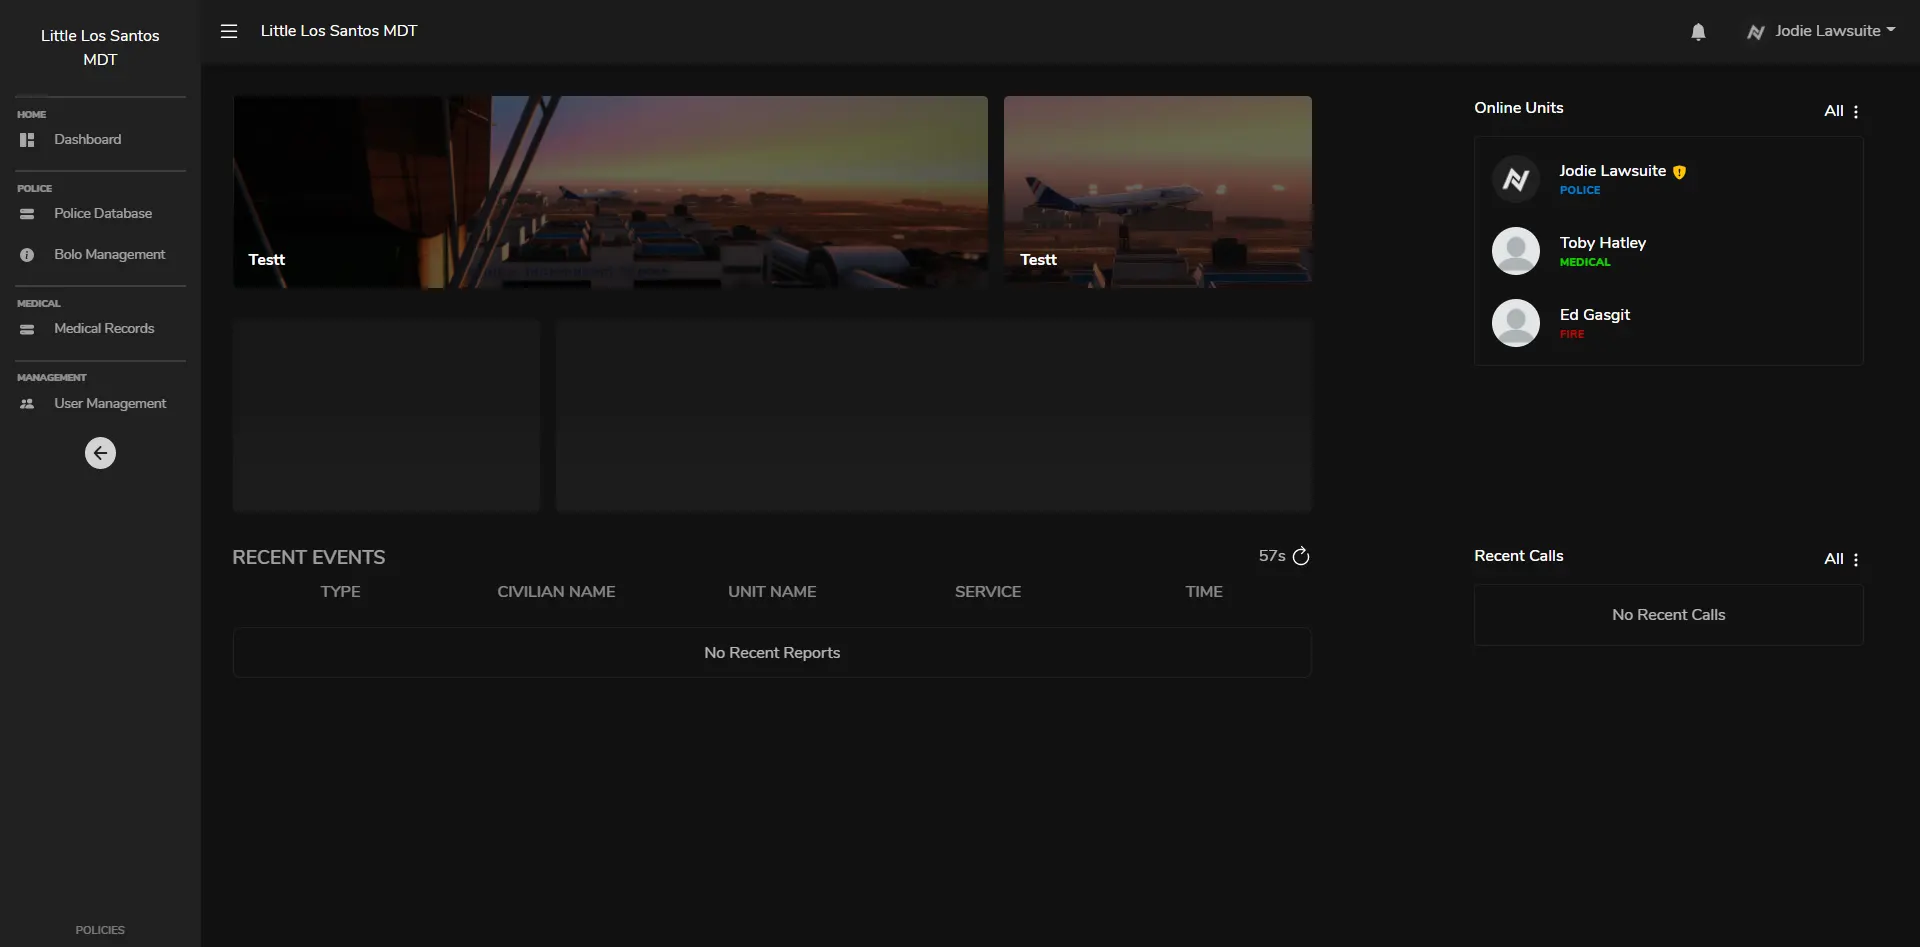 Little Los Santos
MDT
HOME
Dashboard
POLICE
Police Database
Bolo Management
MEDICAL
Medical Records
MANAGEMENT
User Management
POLICIES
Little Los Santos MDT
Jodie Lawsuite
Testt
Testt
RECENT EVENTS
57s
TYPE CIVILIAN NAME UNIT NAME SERVICE TIME
No Recent Reports
Online Units
All
Jodie Lawsuite
POLICE
Toby Hatley
MEDICAL
Ed Gasgit
FIRE
Recent Calls
All
No Recent Calls